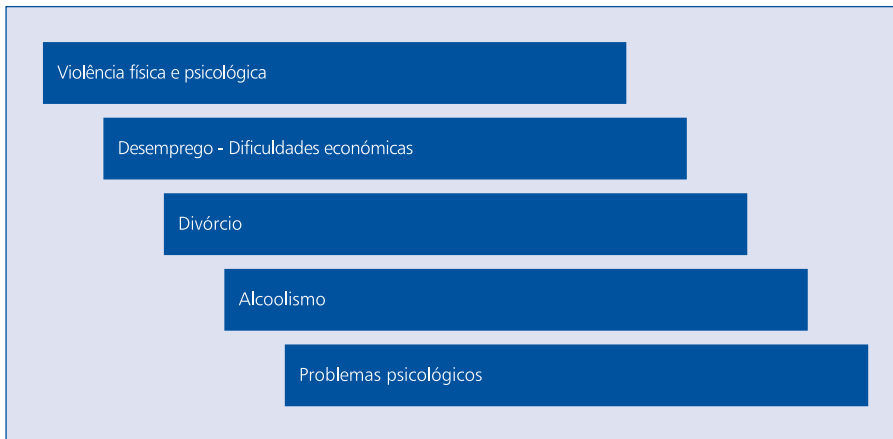 Violência física e psicológica
Desemprego - Dificuldades económicas
Divórcio
Alcoolismo
Problemas psicológicos